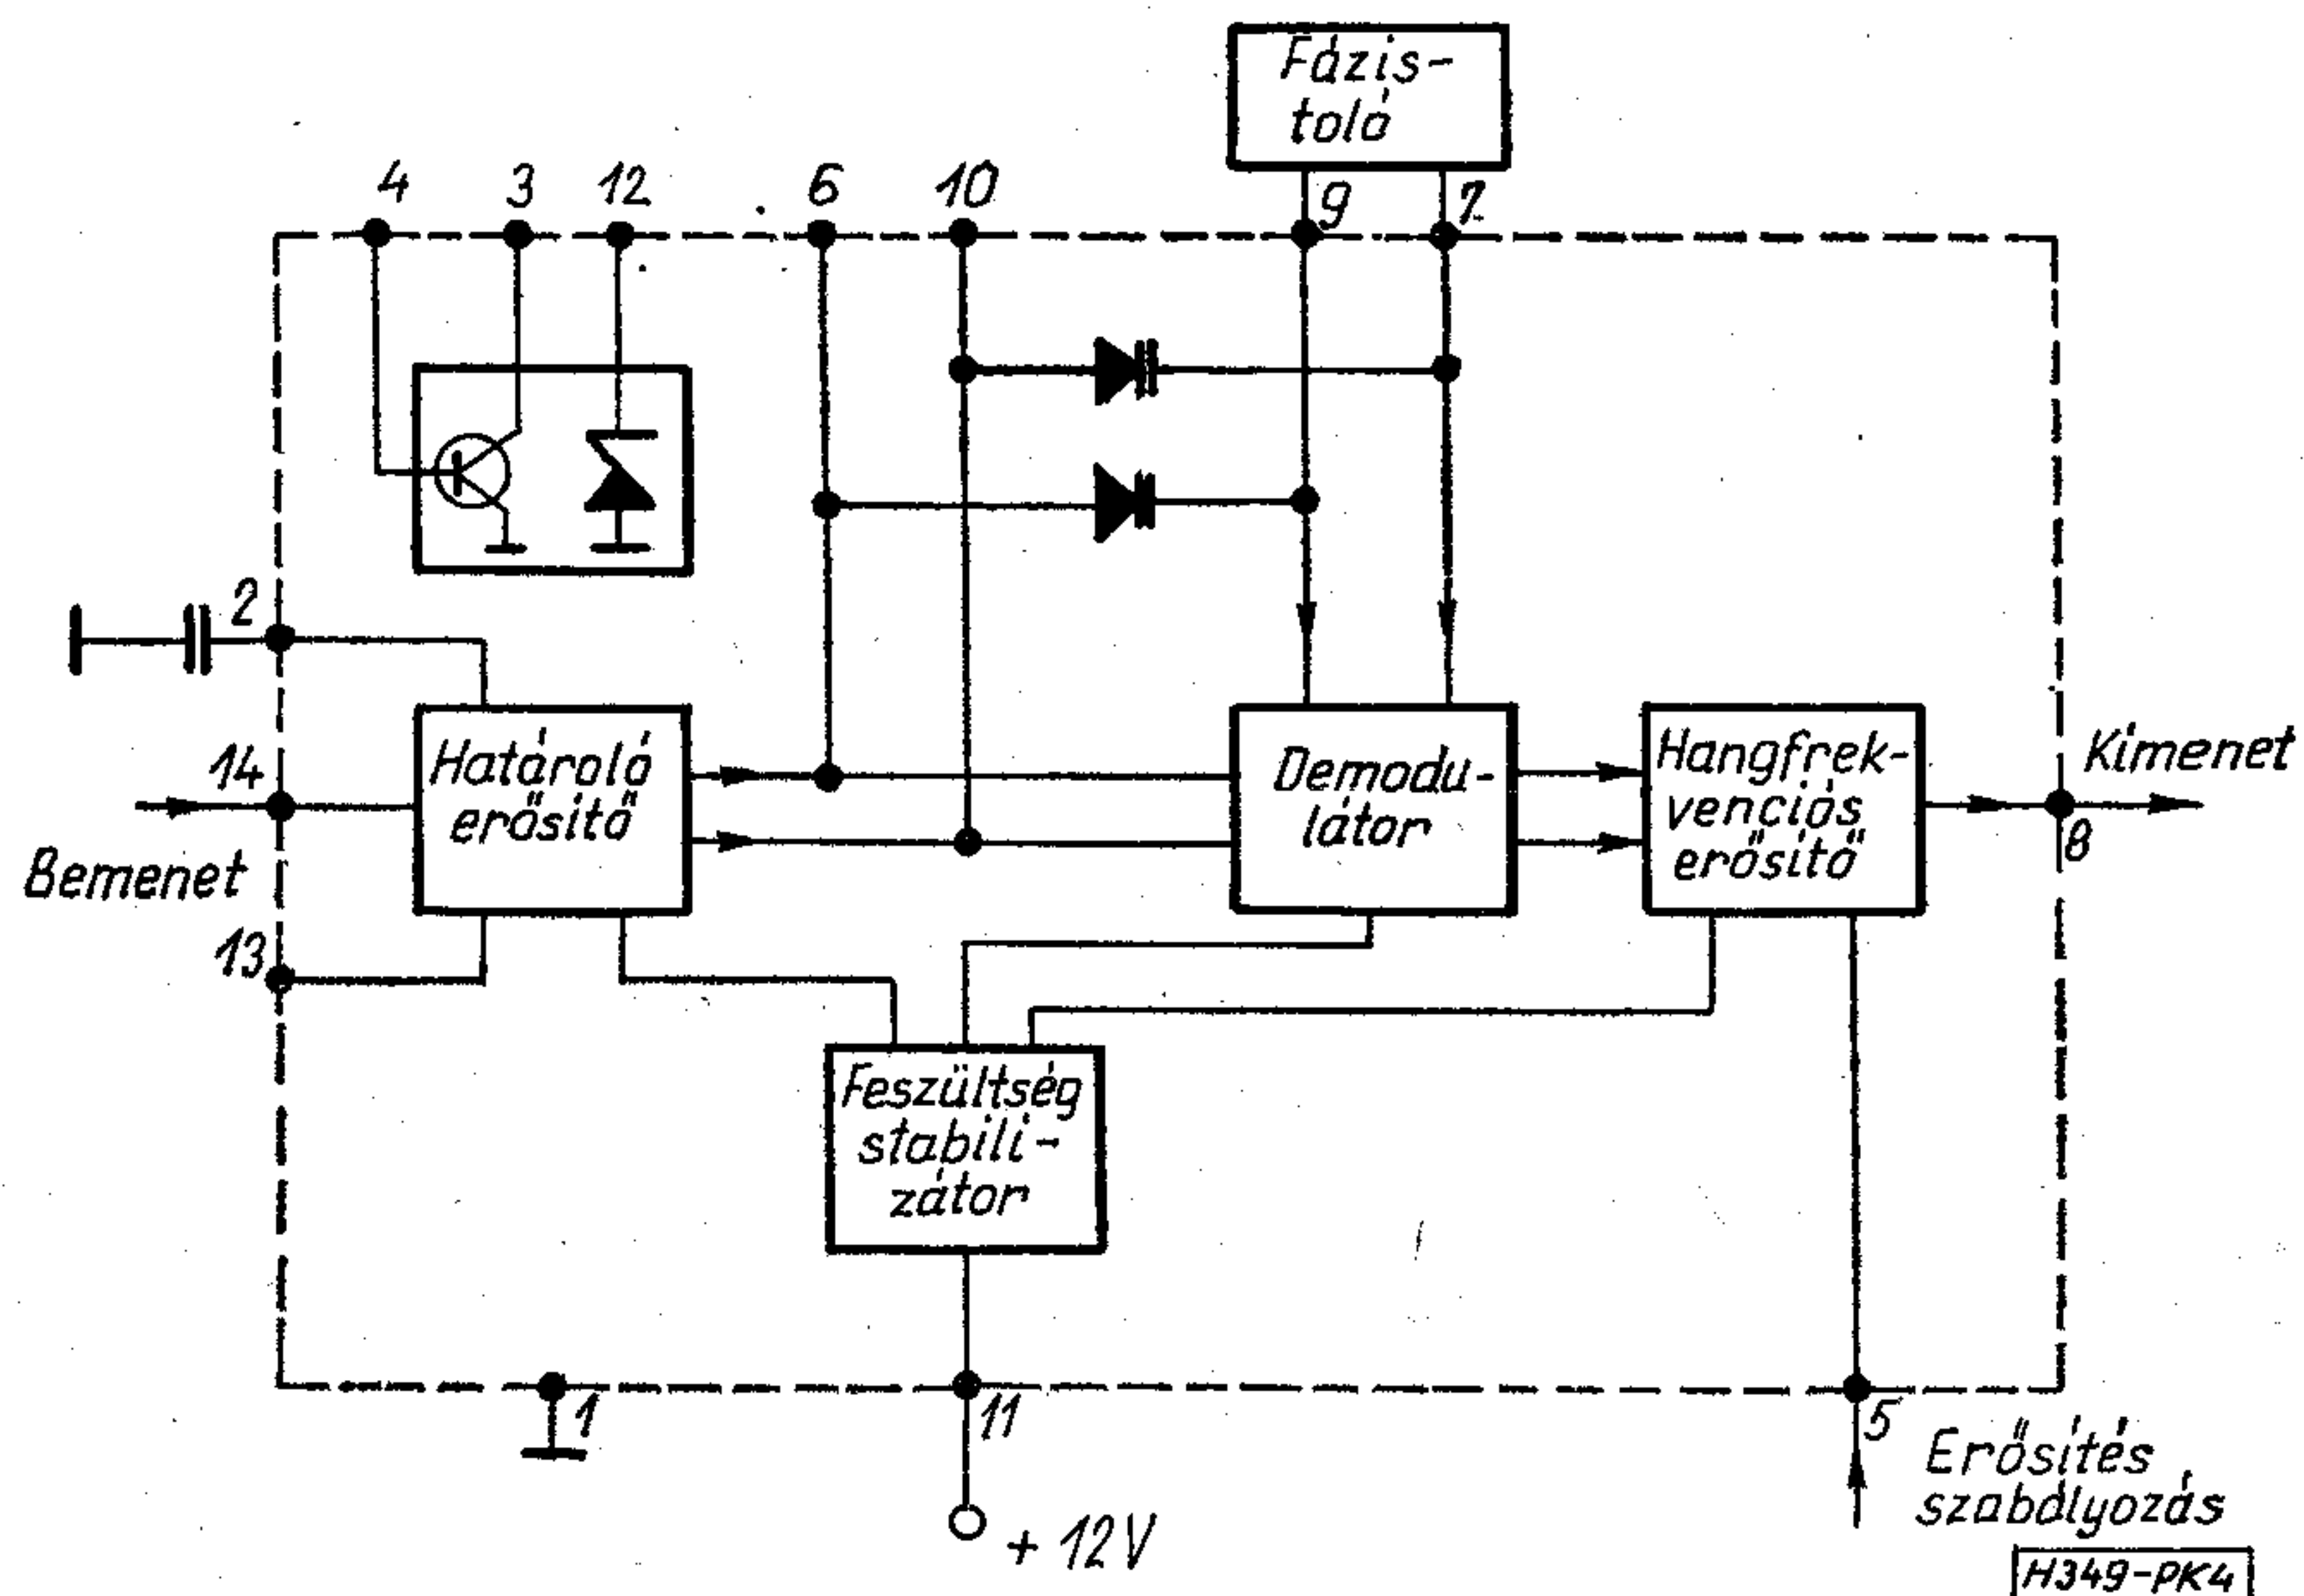 Fázis-
toló
4
3
12
6
10
9
7
2
14
Bemenet
13
Határoló
erősítő
Demodu-
látor
Hangfrek-
venciós
erősítő
Kimenet
8
Feszültség
stabili-
zátor
1
11
5
+ 12V
Erősítés
szabályozás
H349-PK4